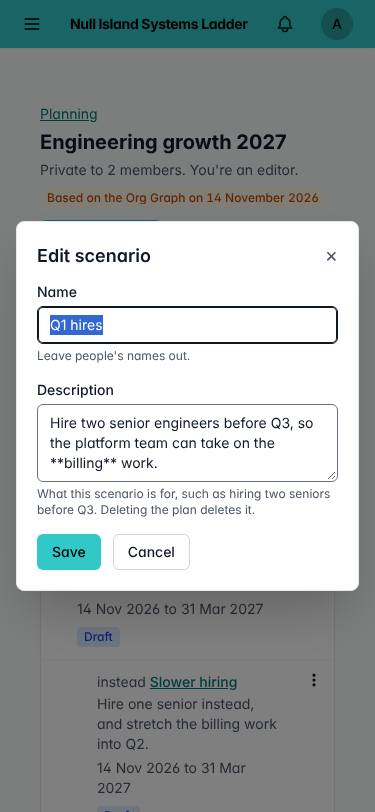 Null Island Systems Ladder
A
Planning
Engineering growth 2027
Private to 2 members. You're an editor.
Based on the Org Graph on 14 November 2026
Edit scenario
Name
Q1 hires
Leave people's names out.
Description
Hire two senior engineers before Q3, so
the platform team can take on the
**billing** work.
What this scenario is for, such as hiring two seniors
before Q3. Deleting the plan deletes it.
Save
Cancel
14 Nov 2026 to 31 Mar 2027
Draft
instead Slower hiring
Hire one senior instead,
and stretch the billing work
into Q2.
14 Nov 2026 to 31 Mar
2027